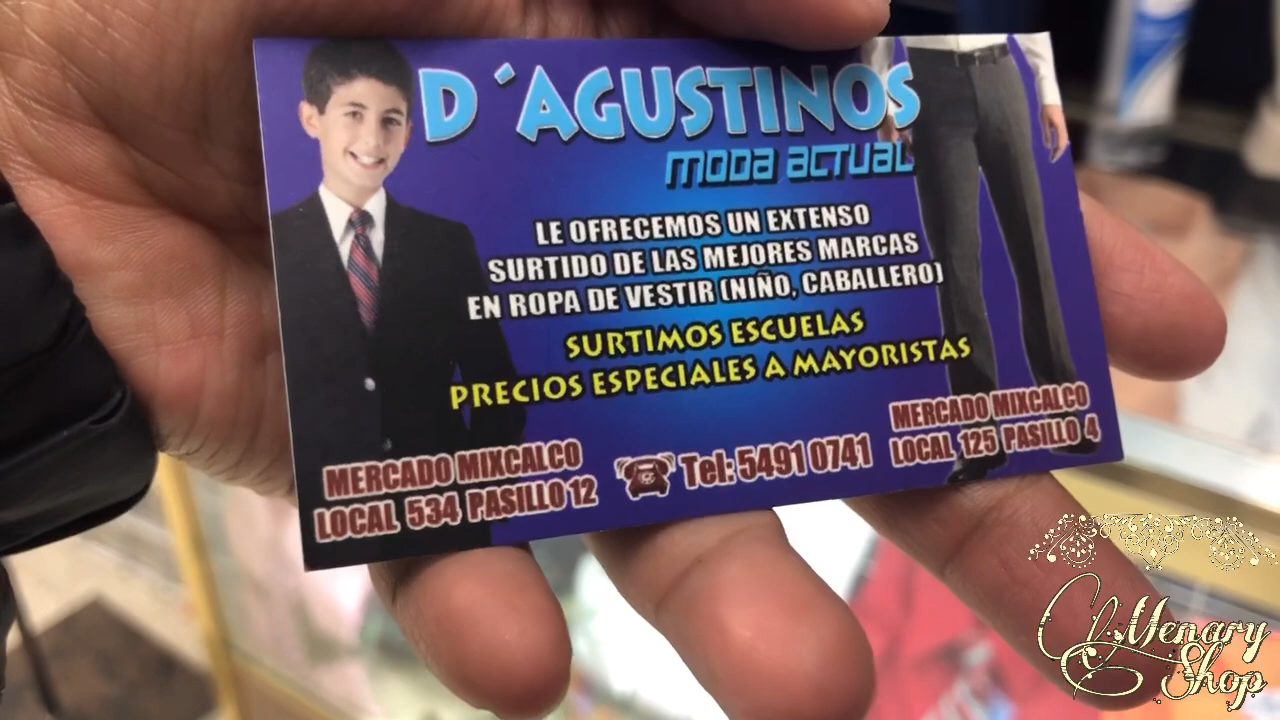 D´AGUSTINOS
MODA ACTUAL
LE OFRECEMOS UN EXTENSO
SURTIDO DE LAS MEJORES MARCAS
EN ROPA DE VESTIR (NIÑO, CABALLERO)
SURTIMOS ESCUELAS
PRECIOS ESPECIALES A MAYORISTAS
MERCADO MIXCALCO
LOCAL 534 PASILLO 12
Tel: 5491 0741
MERCADO MIXCALCO
LOCAL 125 PASILLO 4
Menary
Shop